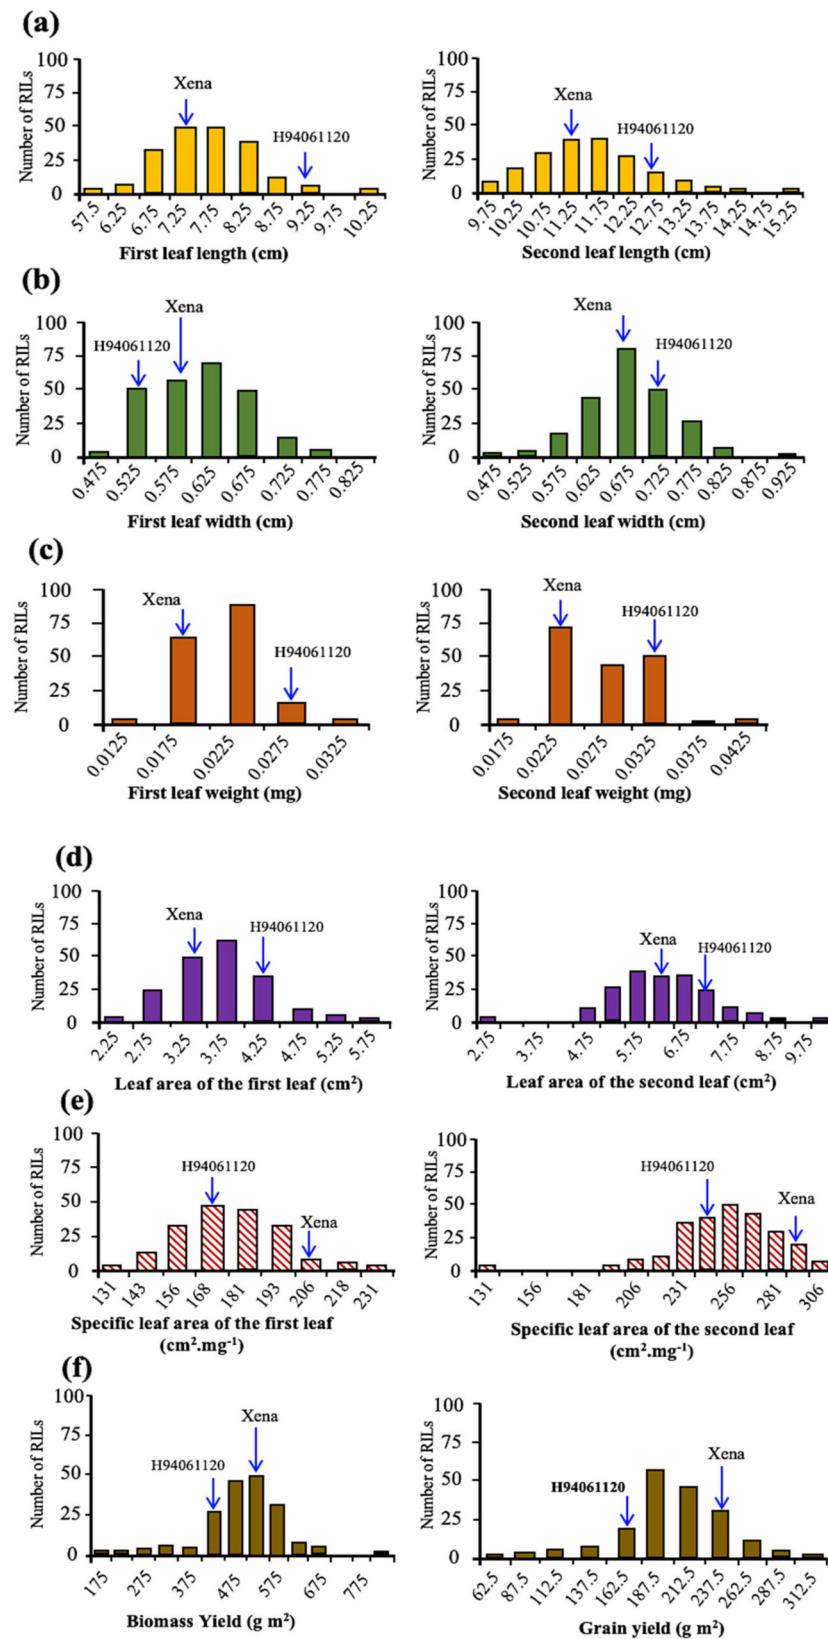 (a)
Number of RILs
100
75
50
25
0
Xena
H94061120
57.5 6.25 6.75 7.25 7.75 8.25 8.75 9.25 9.75 10.25
First leaf length (cm)
Number of RILs
100
75
50
25
0
Xena
H94061120
9.75 10.25 10.75 11.25 11.75 12.25 12.75 13.25 13.75 14.25 14.75 15.25
Second leaf length (cm)
(b)
Number of RILs
100
75
50
25
0
Xena
H94061120
0.475 0.525 0.575 0.625 0.675 0.725 0.775 0.825
First leaf width (cm)
Number of RILs
100
75
50
25
0
Xena
H94061120
0.475 0.525 0.575 0.625 0.675 0.725 0.775 0.825 0.875 0.925
Second leaf width (cm)
(c)
Number of RILs
100
75
50
25
0
Xena
H94061120
0.0125 0.0175 0.0225 0.0275 0.0325
First leaf weight (mg)
Number of RILs
100
75
50
25
0
Xena
H94061120
0.0175 0.0225 0.0275 0.0325 0.0375 0.0425
Second leaf weight (mg)
(d)
Number of RILs
100
75
50
25
0
Xena
H94061120
2.25 2.75 3.25 3.75 4.25 4.75 5.25 5.75
Leaf area of the first leaf (cm²)
Number of RILs
100
75
50
25
0
Xena
H94061120
2.75 3.75 4.75 5.75 6.75 7.75 8.75 9.75
Leaf area of the second leaf (cm²)
(e)
Number of RILs
100
75
50
25
0
H94061120
Xena
131 143 156 168 181 193 206 218 231
Specific leaf area of the first leaf
(cm².mg⁻¹)
Number of RILs
100
75
50
25
0
H94061120
Xena
131 156 181 206 231 256 281 306
Specific leaf area of the second leaf
(cm².mg⁻¹)
(f)
Number of RILs
100
75
50
25
0
Xena
H94061120
175 275 375 475 575 675 775
Biomass Yield (g m²)
Number of RILs
100
75
50
25
0
Xena
H94061120
62.5 87.5 112.5 137.5 162.5 187.5 212.5 237.5 262.5 287.5 312.5
Grain yield (g m²)